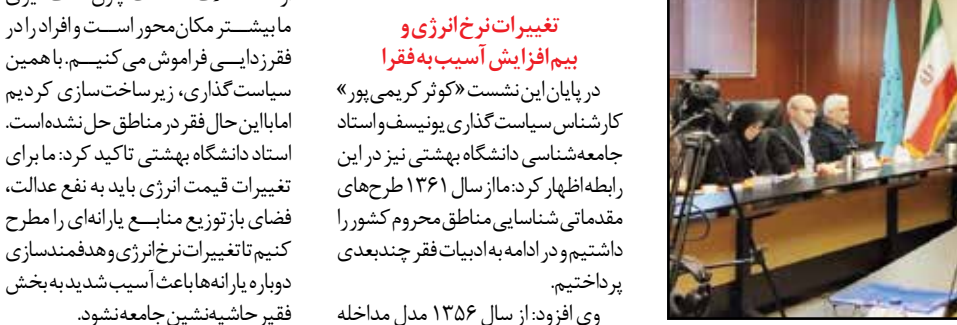 تغییرات نرخ انرژی و
بیم افزایش آسیب به فقرا
در پایان این نشست «کوثر کریمی‌پور»
کارشناس سیاست‌گذاری یونیسف و استاد
جامعه‌شناسی دانشگاه بهشتی نیز در این
رابطه اظهار کرد: ما از سال ۱۳۶۱ طرح‌های
مقدماتی شناسایی مناطق محروم کشور را
داشتیم و در ادامه به ادبیات فقر چندبعدی
پرداختیم.
وی افزود: از سال ۱۳۵۶ مدل مداخله
ما بیشتر مکان‌محور است و افراد را در
فقرزدایی فراموش می‌کنیم. با همین
سیاست‌گذاری، زیرساخت‌سازی کردیم
اما با این حال فقر در مناطق حل نشده است.
استاد دانشگاه بهشتی تاکید کرد: ما برای
تغییرات قیمت انرژی باید به نفع عدالت،
فضای بازتوزیع منابع یارانه‌ای را مطرح
کنیم تا تغییرات نرخ انرژی و هدفمندسازی
دوباره یارانه‌ها باعث آسیب شدید به بخش
فقیر حاشیه‌نشین جامعه نشود.